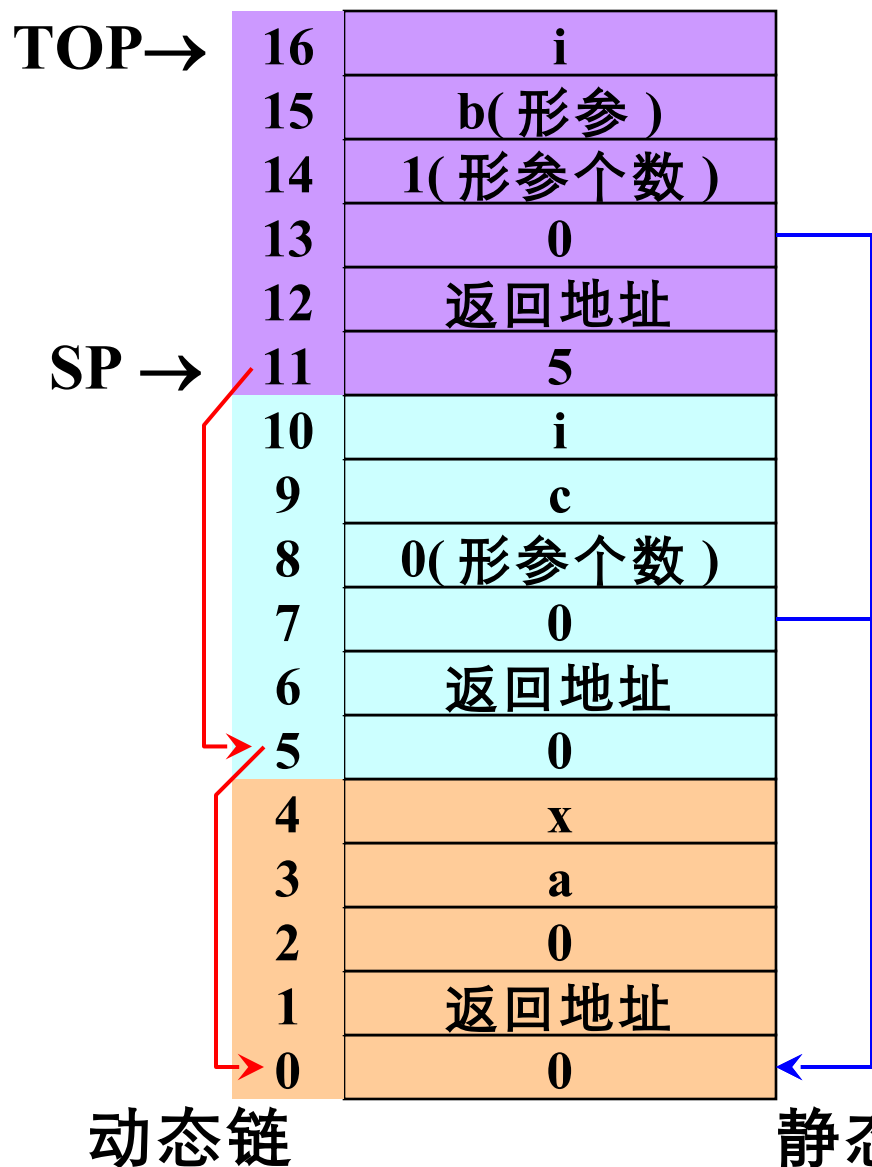 TOP→ 16 i
15 b(形参)
14 1(形参个数)
13 0
12 返回地址
SP → 11 5
10 i
9 c
8 0(形参个数)
7 0
6 返回地址
5 0
4 x
3 a
2 0
1 返回地址
0 0
动态链 静态